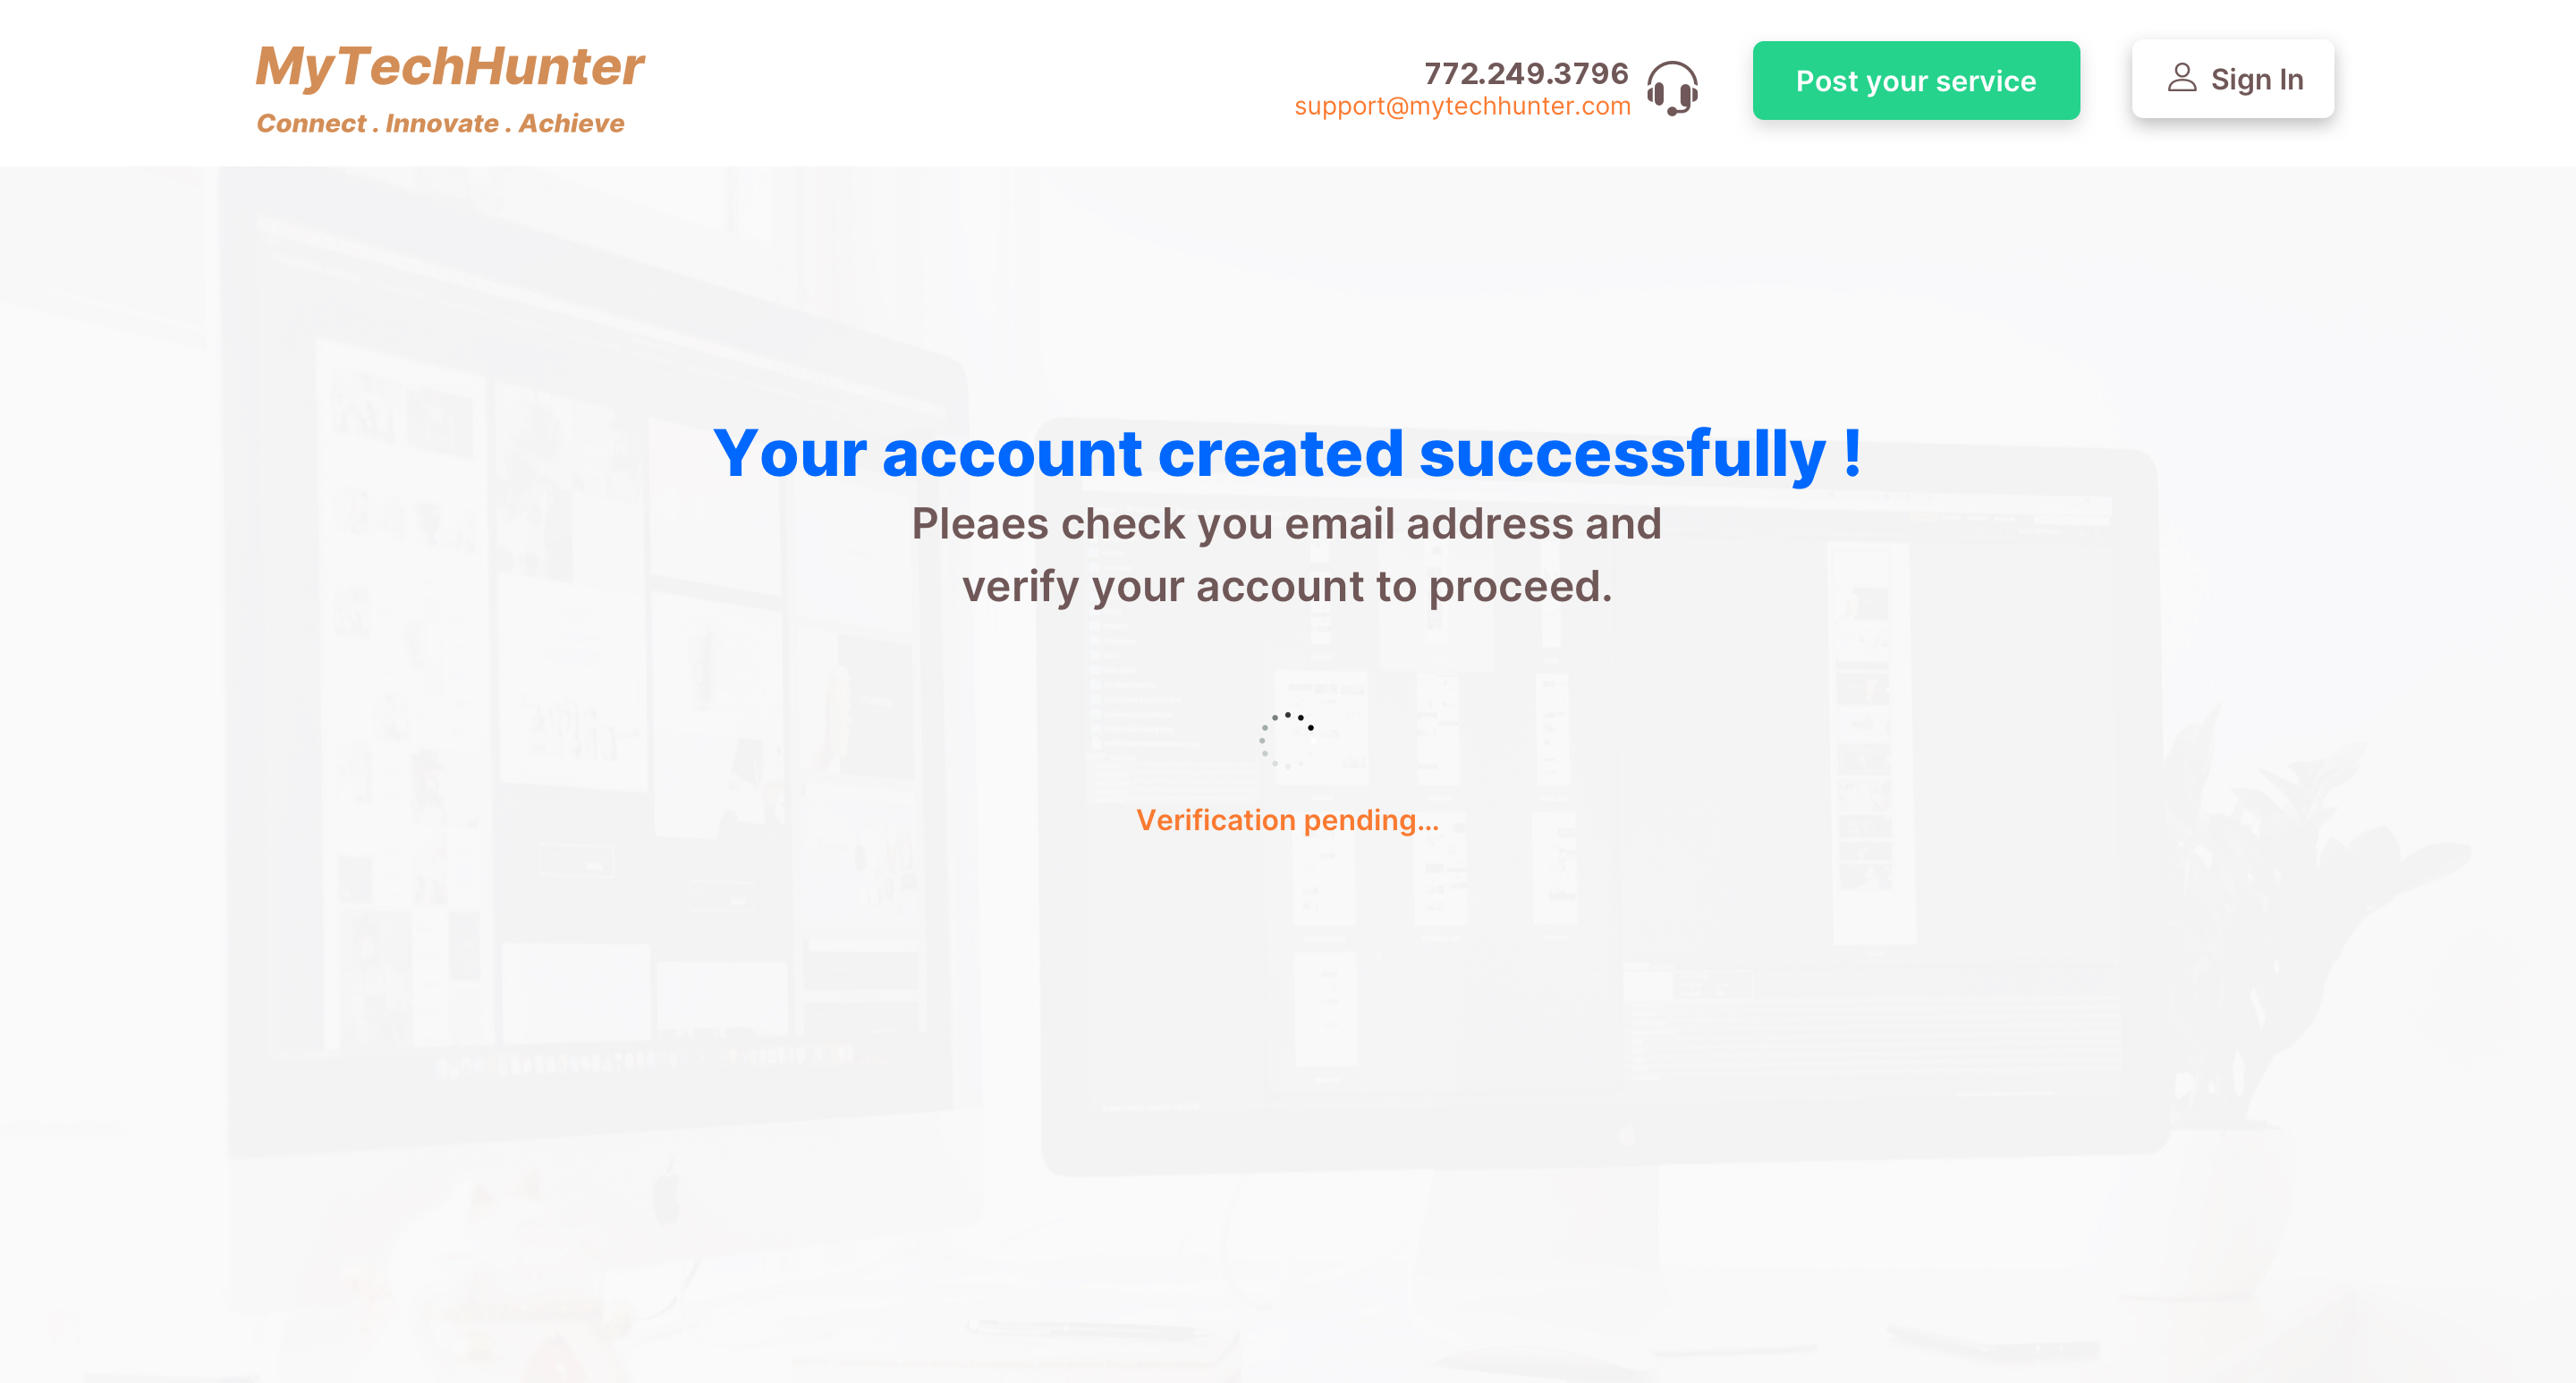 MyTechHunter
Connect . Innovate . Achieve
772.249.3796
support@mytechhunter.com
Post your service
Sign In
Your account created successfully !
Pleaes check you email address and
verify your account to proceed.
Verification pending...